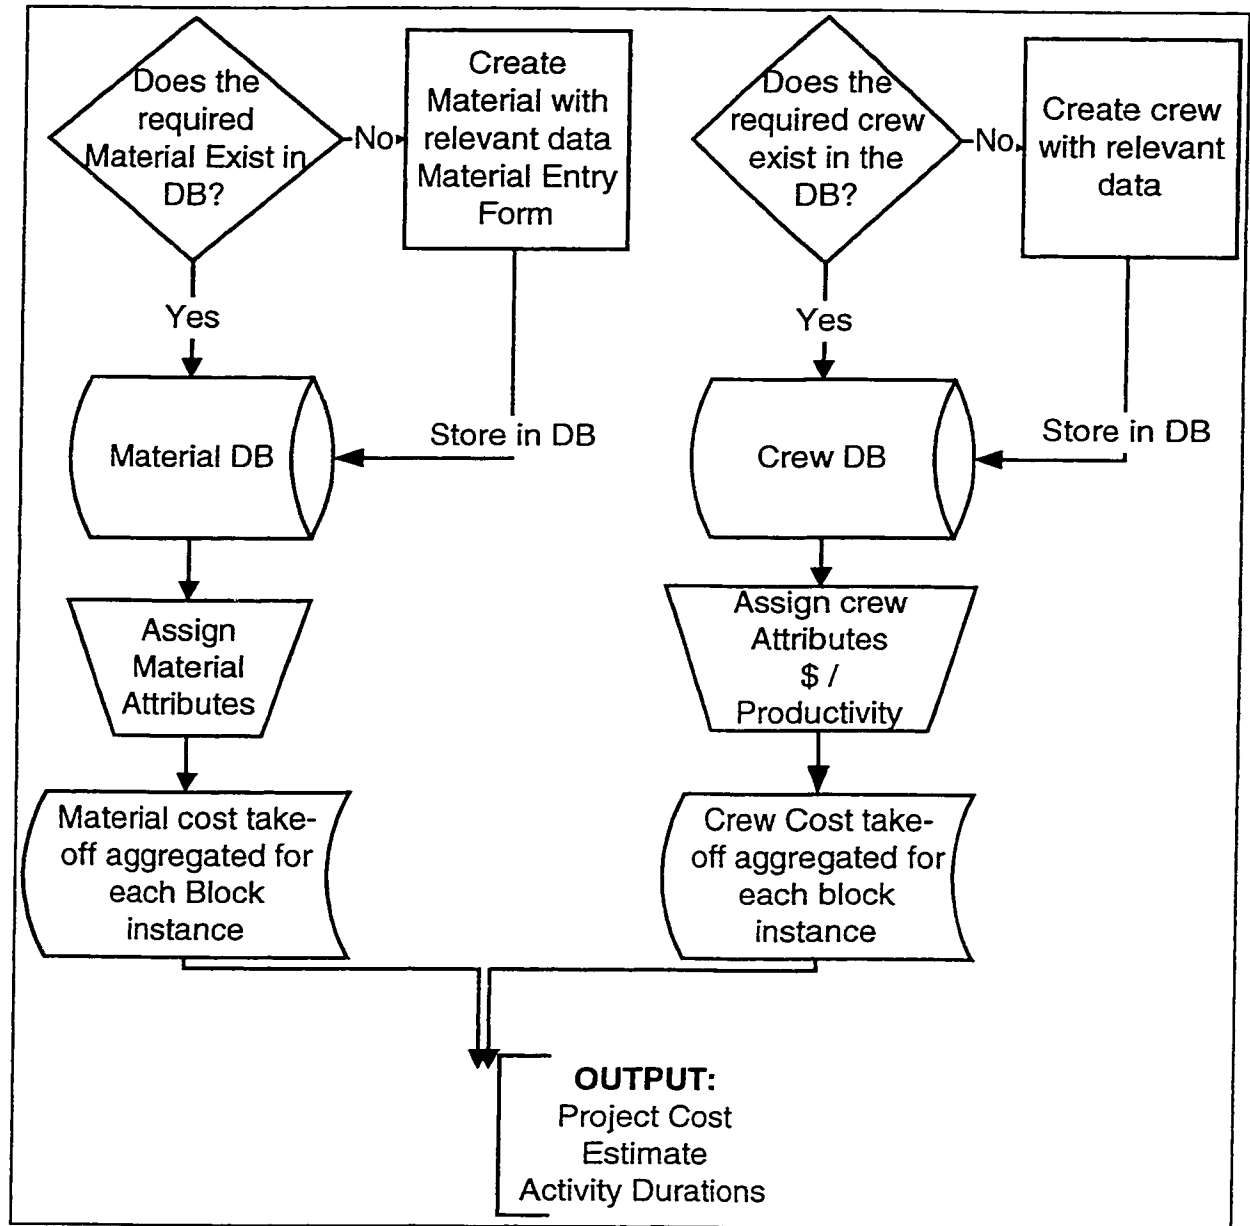 Does the
required
Material Exist in
DB?
No
Create
Material with
relevant data
Material Entry
Form
Yes
Store in DB
Material DB
Assign
Material
Attributes
Material cost take-
off aggregated for
each Block
instance
Does the
required crew
exist in the
DB?
No
Create crew
with relevant
data
Yes
Store in DB
Crew DB
Assign crew
Attributes
$ /
Productivity
Crew Cost take-
off aggregated for
each block
instance
OUTPUT:
Project Cost
Estimate
Activity Durations